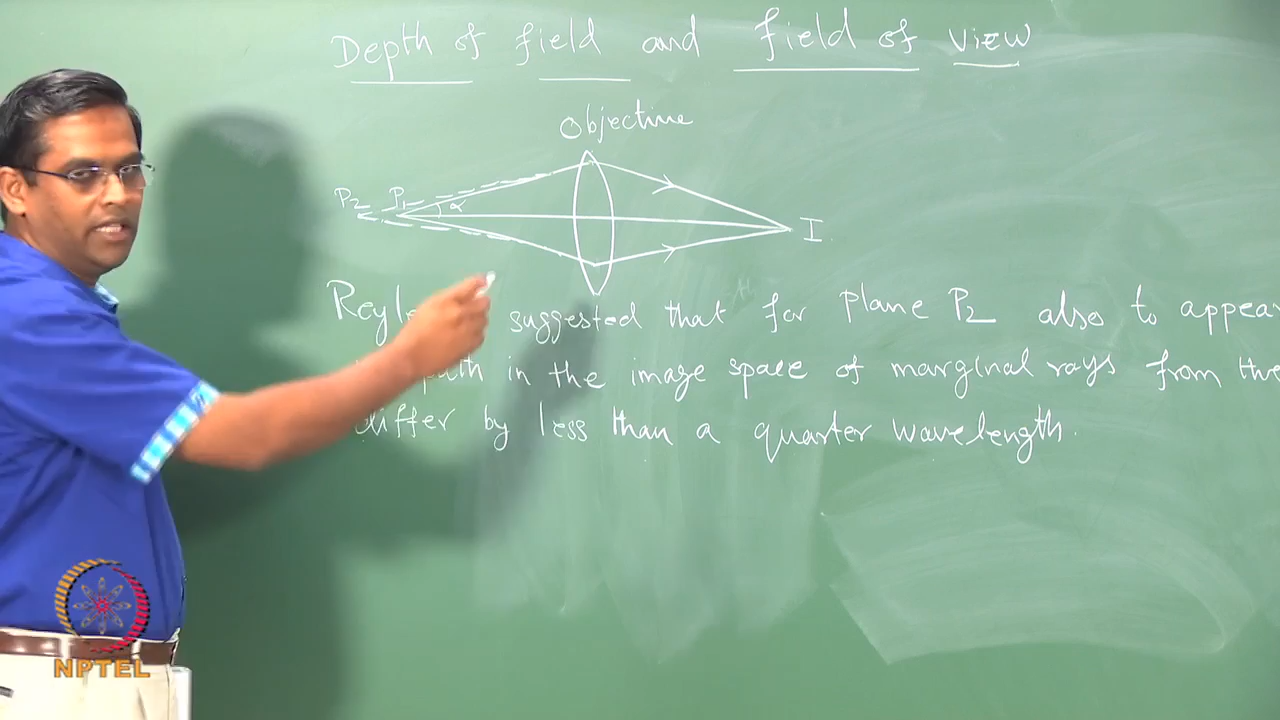 Depth of field and field of view
Objective
P2 P1 α
I
suggested that for plane P2 also to appear
path in the image space of marginal rays from the
differ by less than a quarter wavelength.
NPTEL